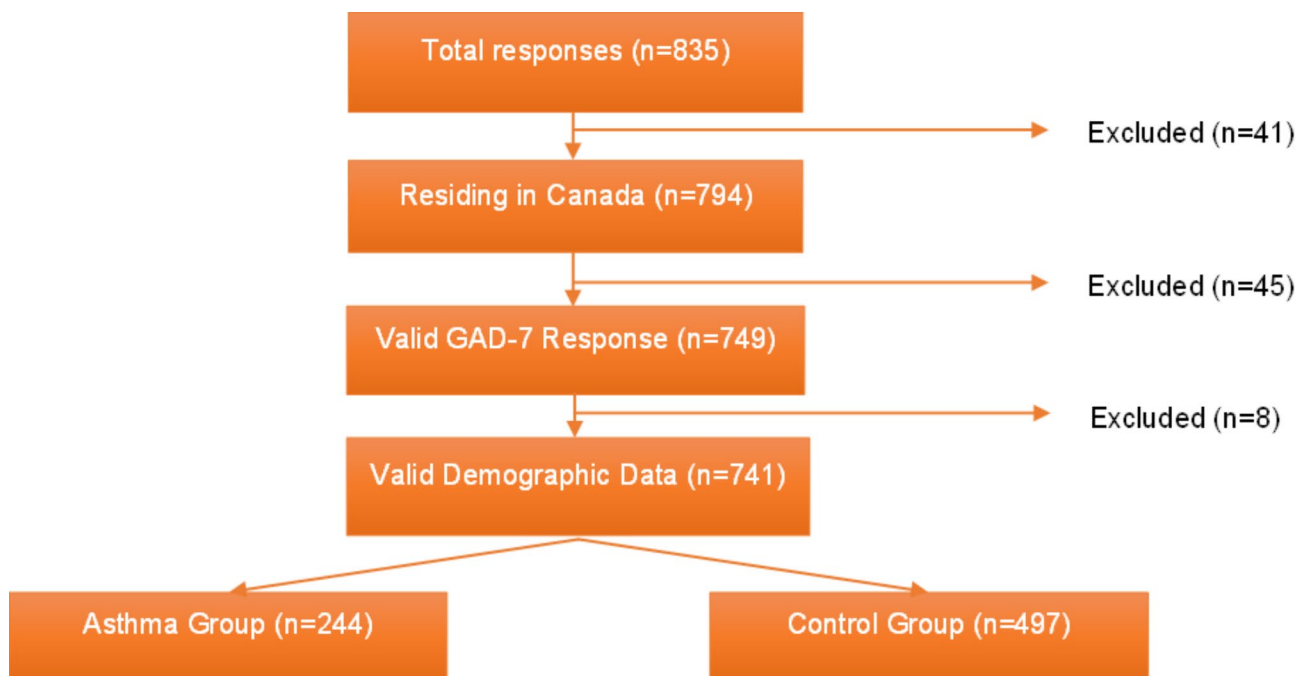 Total responses (n=835)
Excluded (n=41)
Residing in Canada (n=794)
Excluded (n=45)
Valid GAD-7 Response (n=749)
Excluded (n=8)
Valid Demographic Data (n=741)
Asthma Group (n=244)
Control Group (n=497)